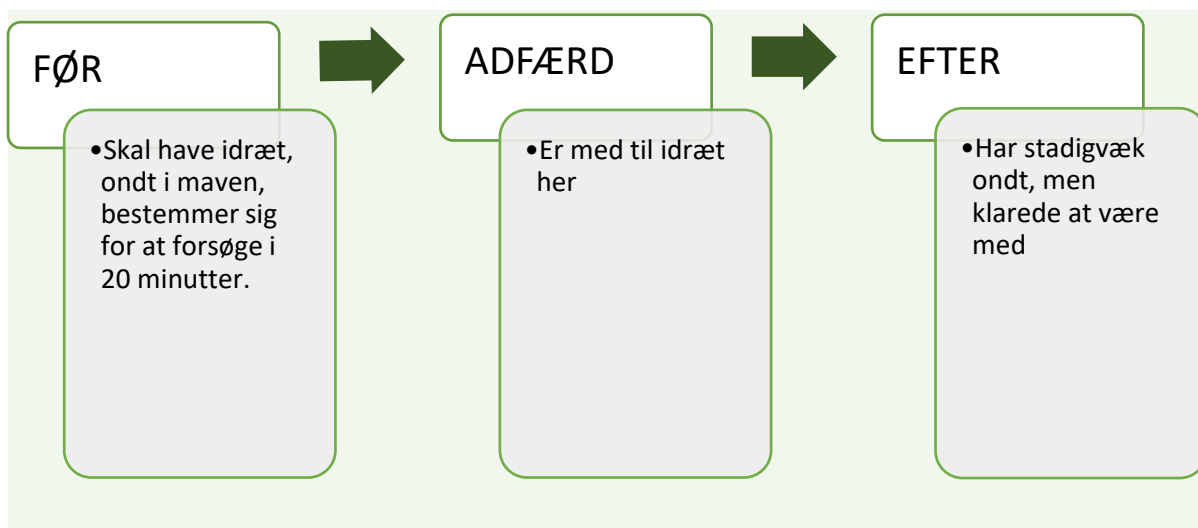 FØR
•Skal have idræt,
ondt i maven,
bestemmer sig
for at forsøge i
20 minutter.
ADFÆRD
•Er med til idræt
her
EFTER
•Har stadigvæk
ondt, men
klarede at være
med